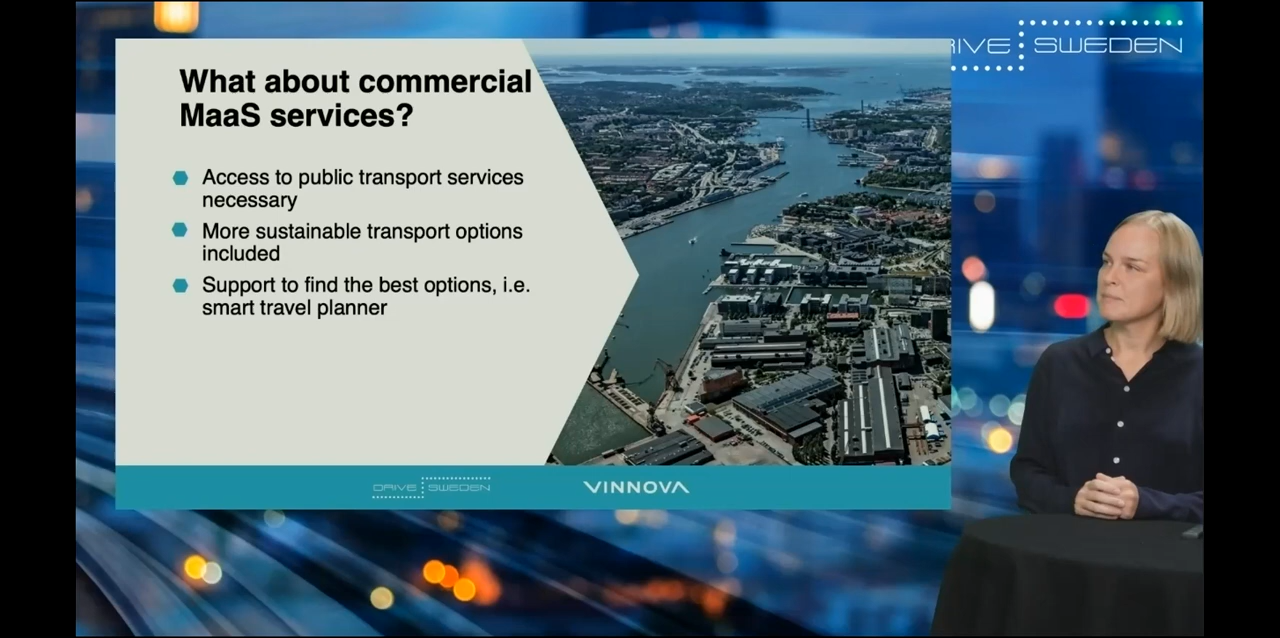 What about commercial
MaaS services?
Access to public transport services
necessary
More sustainable transport options
included
Support to find the best options, i.e.
smart travel planner
DRIVE SWEDEN
VINNOVA
SWEDEN